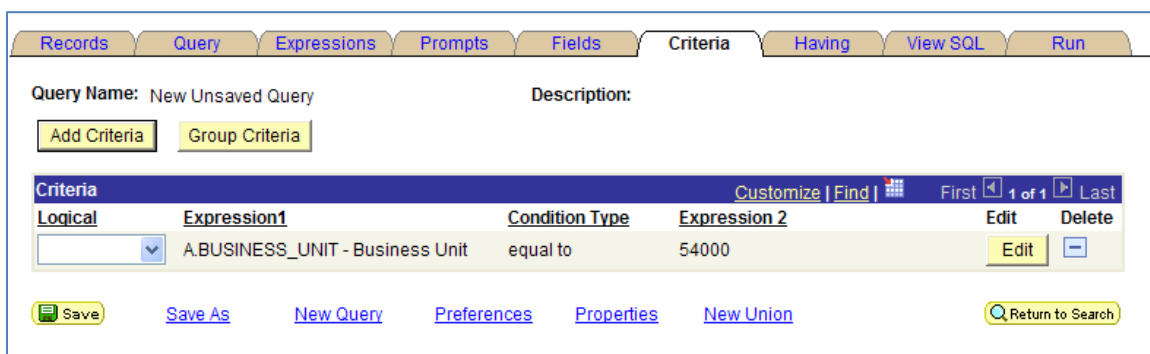 Records Query Expressions Prompts Fields Criteria Having View SQL Run
Query Name: New Unsaved Query Description:
Add Criteria Group Criteria
Criteria Customize | Find | First 1 of 1 Last
Logical Expression1 Condition Type Expression 2 Edit Delete
A.BUSINESS_UNIT - Business Unit equal to 54000 Edit
Save Save As New Query Preferences Properties New Union Return to Search